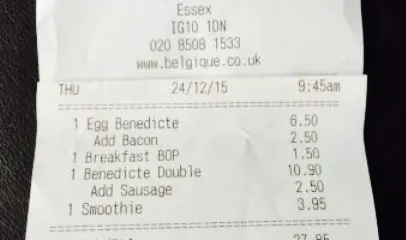 Essex
IG10 1DN
020 8508 1533
www.belgique.co.uk
THU 24/12/15 9:45am
1 Egg Benedicte 6.50
Add Bacon 2.50
1 Breakfast BOP 1.50
1 Benedicte Double 10.90
Add Sausage 2.50
1 Smoothie 3.95
27.85